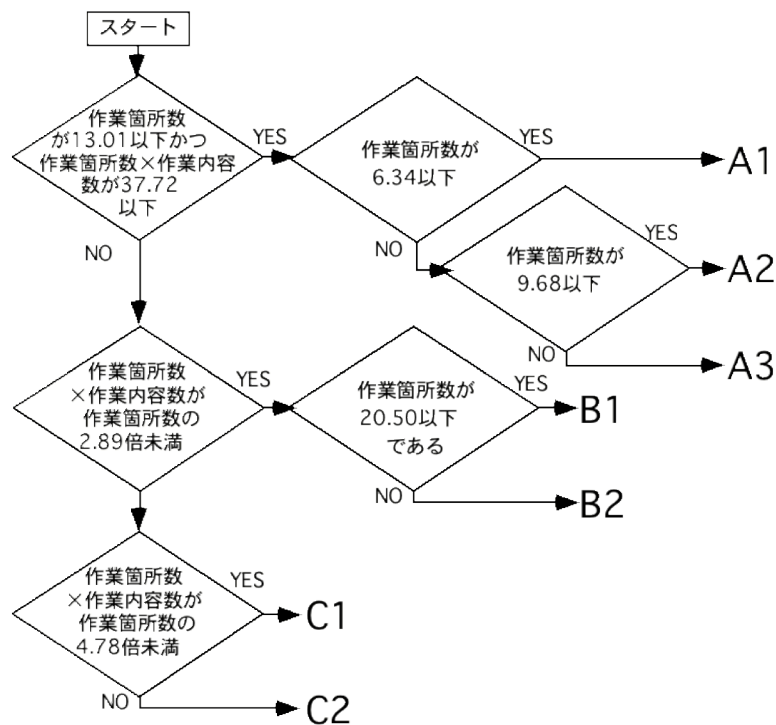 スタート
作業箇所数
が13.01以下かつ
作業箇所数×作業内容
数が37.72
以下
YES
作業箇所数が
6.34以下
YES
A1
NO
NO
作業箇所数が
9.68以下
YES
A2
NO
A3
作業箇所数
×作業内容数が
作業箇所数の
2.89倍未満
YES
作業箇所数が
20.50以下
である
YES
B1
NO
B2
作業箇所数
×作業内容数が
作業箇所数の
4.78倍未満
YES
C1
NO
C2